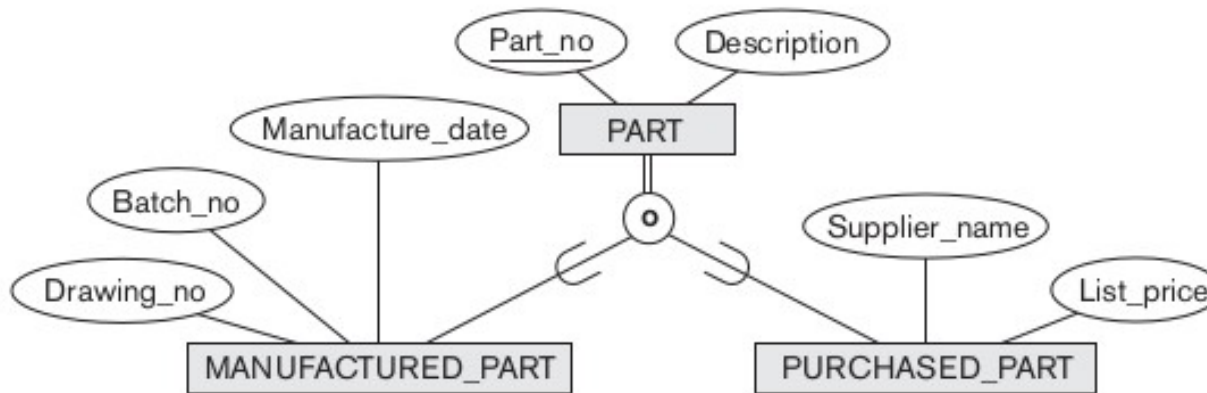 Part_no
Description
Manufacture_date
PART
Batch_no
o
Supplier_name
Drawing_no
List_price
MANUFACTURED_PART
PURCHASED_PART